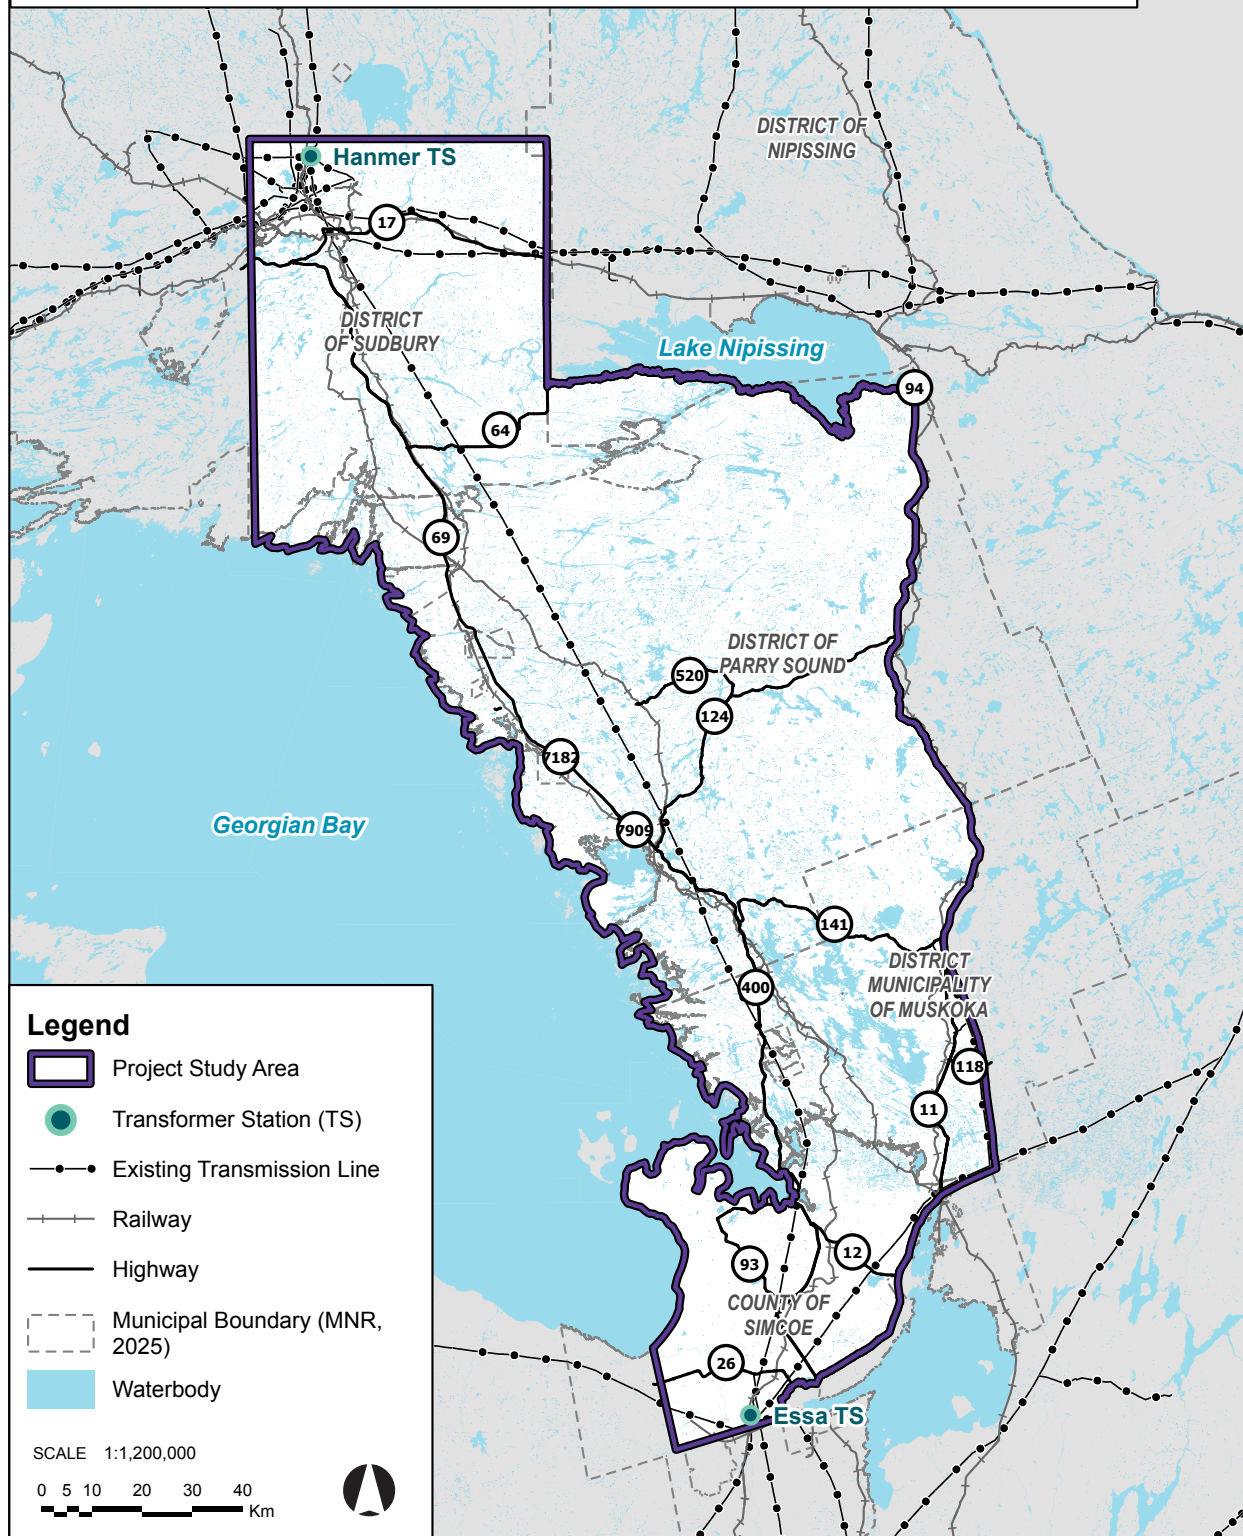 DISTRICT OF
NIPISSING
Hanmer TS
17
DISTRICT
OF SUDBURY
Lake Nipissing
94
64
69
DISTRICT OF
PARRY SOUND
520
124
7182
Georgian Bay
7909
141
DISTRICT
MUNICIPALITY
OF MUSKOKA
400
118
11
12
93
COUNTY OF
SIMCOE
26
Essa TS
Legend
Project Study Area
Transformer Station (TS)
Existing Transmission Line
Railway
Highway
Municipal Boundary (MNR,
2025)
Waterbody
SCALE 1:1,200,000
0 5 10 20 30 40
Km